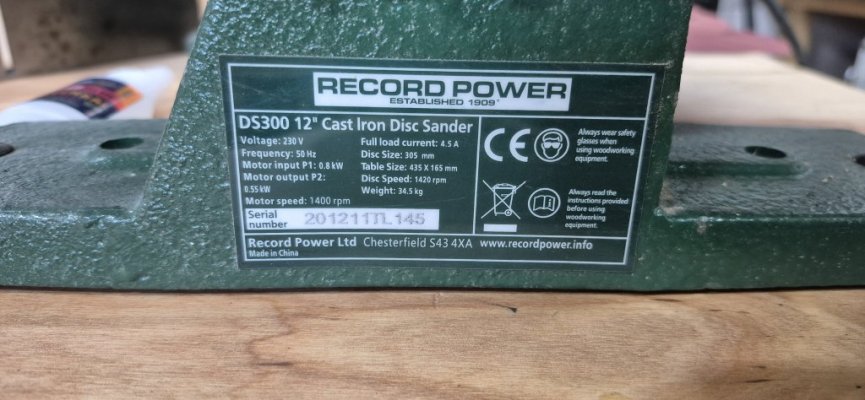 RECORD POWER
ESTABLISHED 1909
DS300 12" Cast Iron Disc Sander
Voltage: 230 V
Frequency: 50 Hz
Motor input P1: 0.8 kW
Motor output P2:
0.55 kW
Motor speed: 1400 rpm
Full load current: 4.5 A
Disc Size: 305 mm
Table Size: 435 X 165 mm
Disc Speed: 1420 rpm
Weight: 34.5 kg
Serial
number
201211TL145
CE
Always wear safety
glasses when using
woodworking
equipment.
Always read the
instructions provided
before using
woodworking
equipment.
Record Power Ltd Chesterfield S43 4XA www.recordpower.info
Made in China